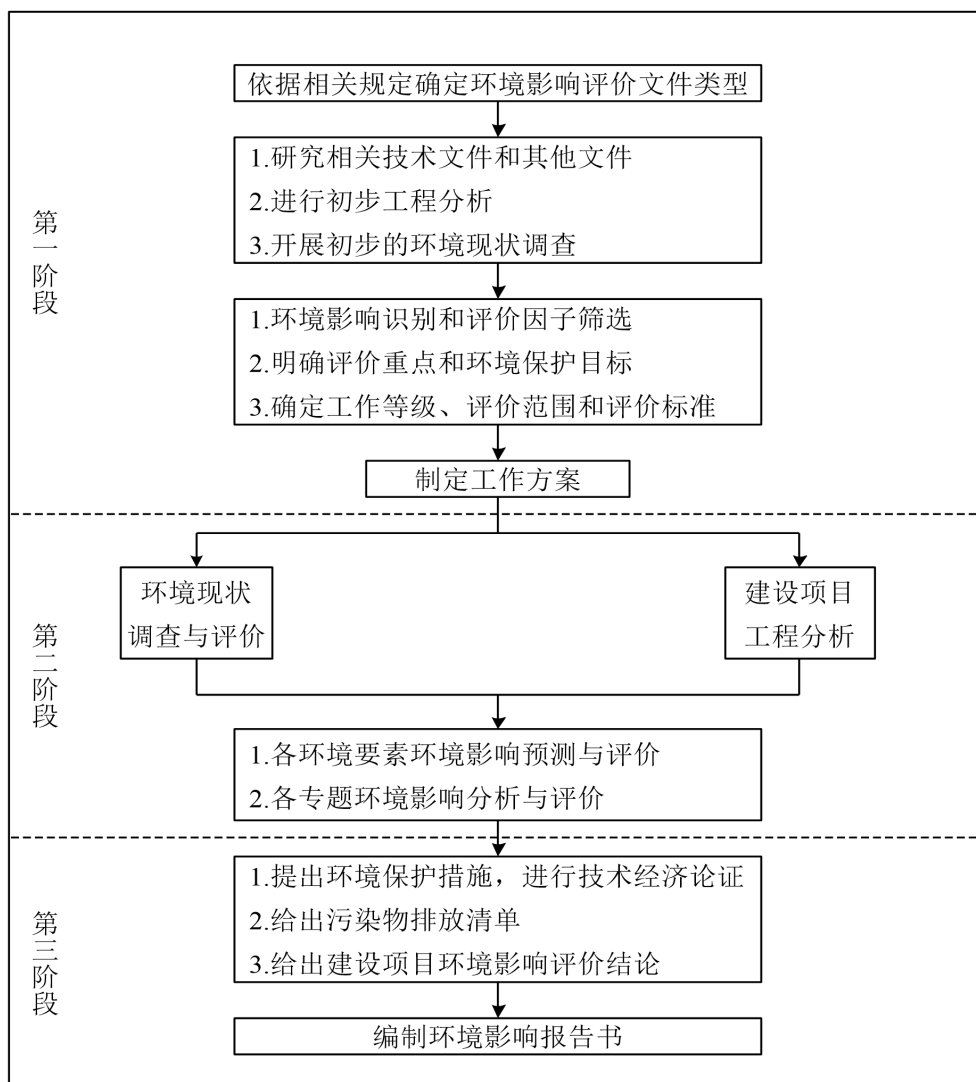 依据相关规定确定环境影响评价文件类型
1.研究相关技术文件和其他文件
2.进行初步工程分析
3.开展初步的环境现状调查
第一阶段
1.环境影响识别和评价因子筛选
2.明确评价重点和环境保护目标
3.确定工作等级、评价范围和评价标准
制定工作方案
环境现状
调查与评价
建设项目
工程分析
第二阶段
1.各环境要素环境影响预测与评价
2.各专题环境影响分析与评价
1.提出环境保护措施，进行技术经济论证
2.给出污染物排放清单
3.给出建设项目环境影响评价结论
第三阶段
编制环境影响报告书